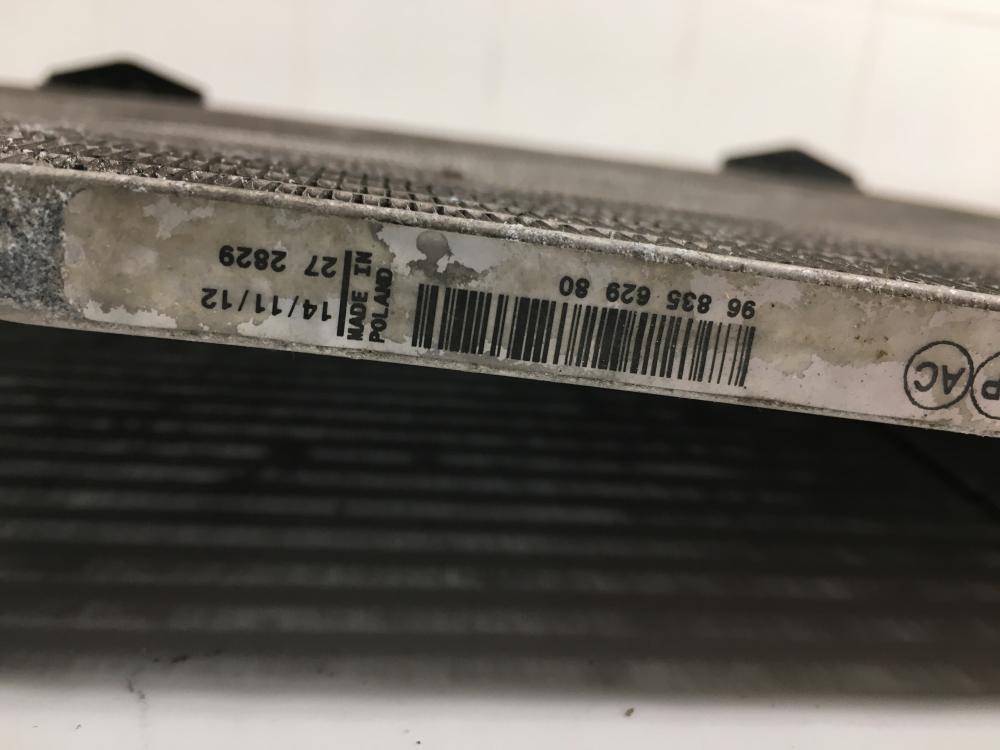 P AC
96 835 629 80
MADE IN
POLAND
14/11/12
27 2829